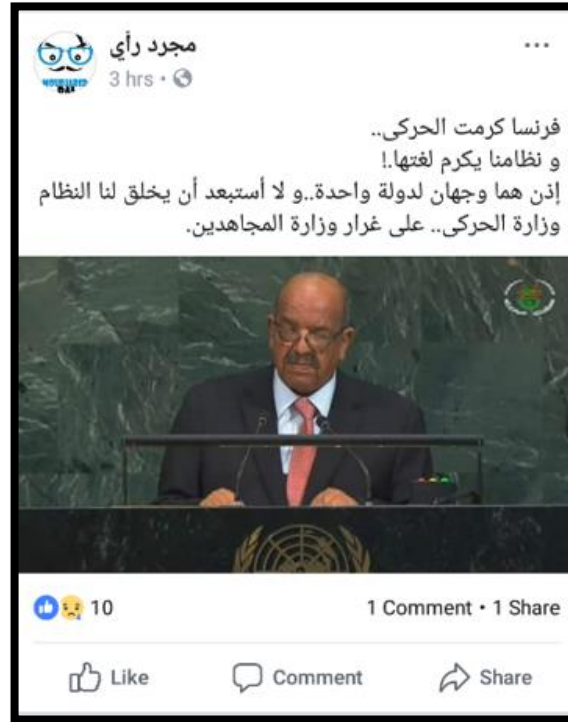 مجرد رأي
3 hrs •
فرنسا كرمت الحركى..
و نظامنا يكرم لغتها.!
إذن هما وجهان لدولة واحدة..و لا أستبعد أن يخلق لنا النظام
وزارة الحركى.. على غرار وزارة المجاهدين.
10
1 Comment • 1 Share
Like
Comment
Share